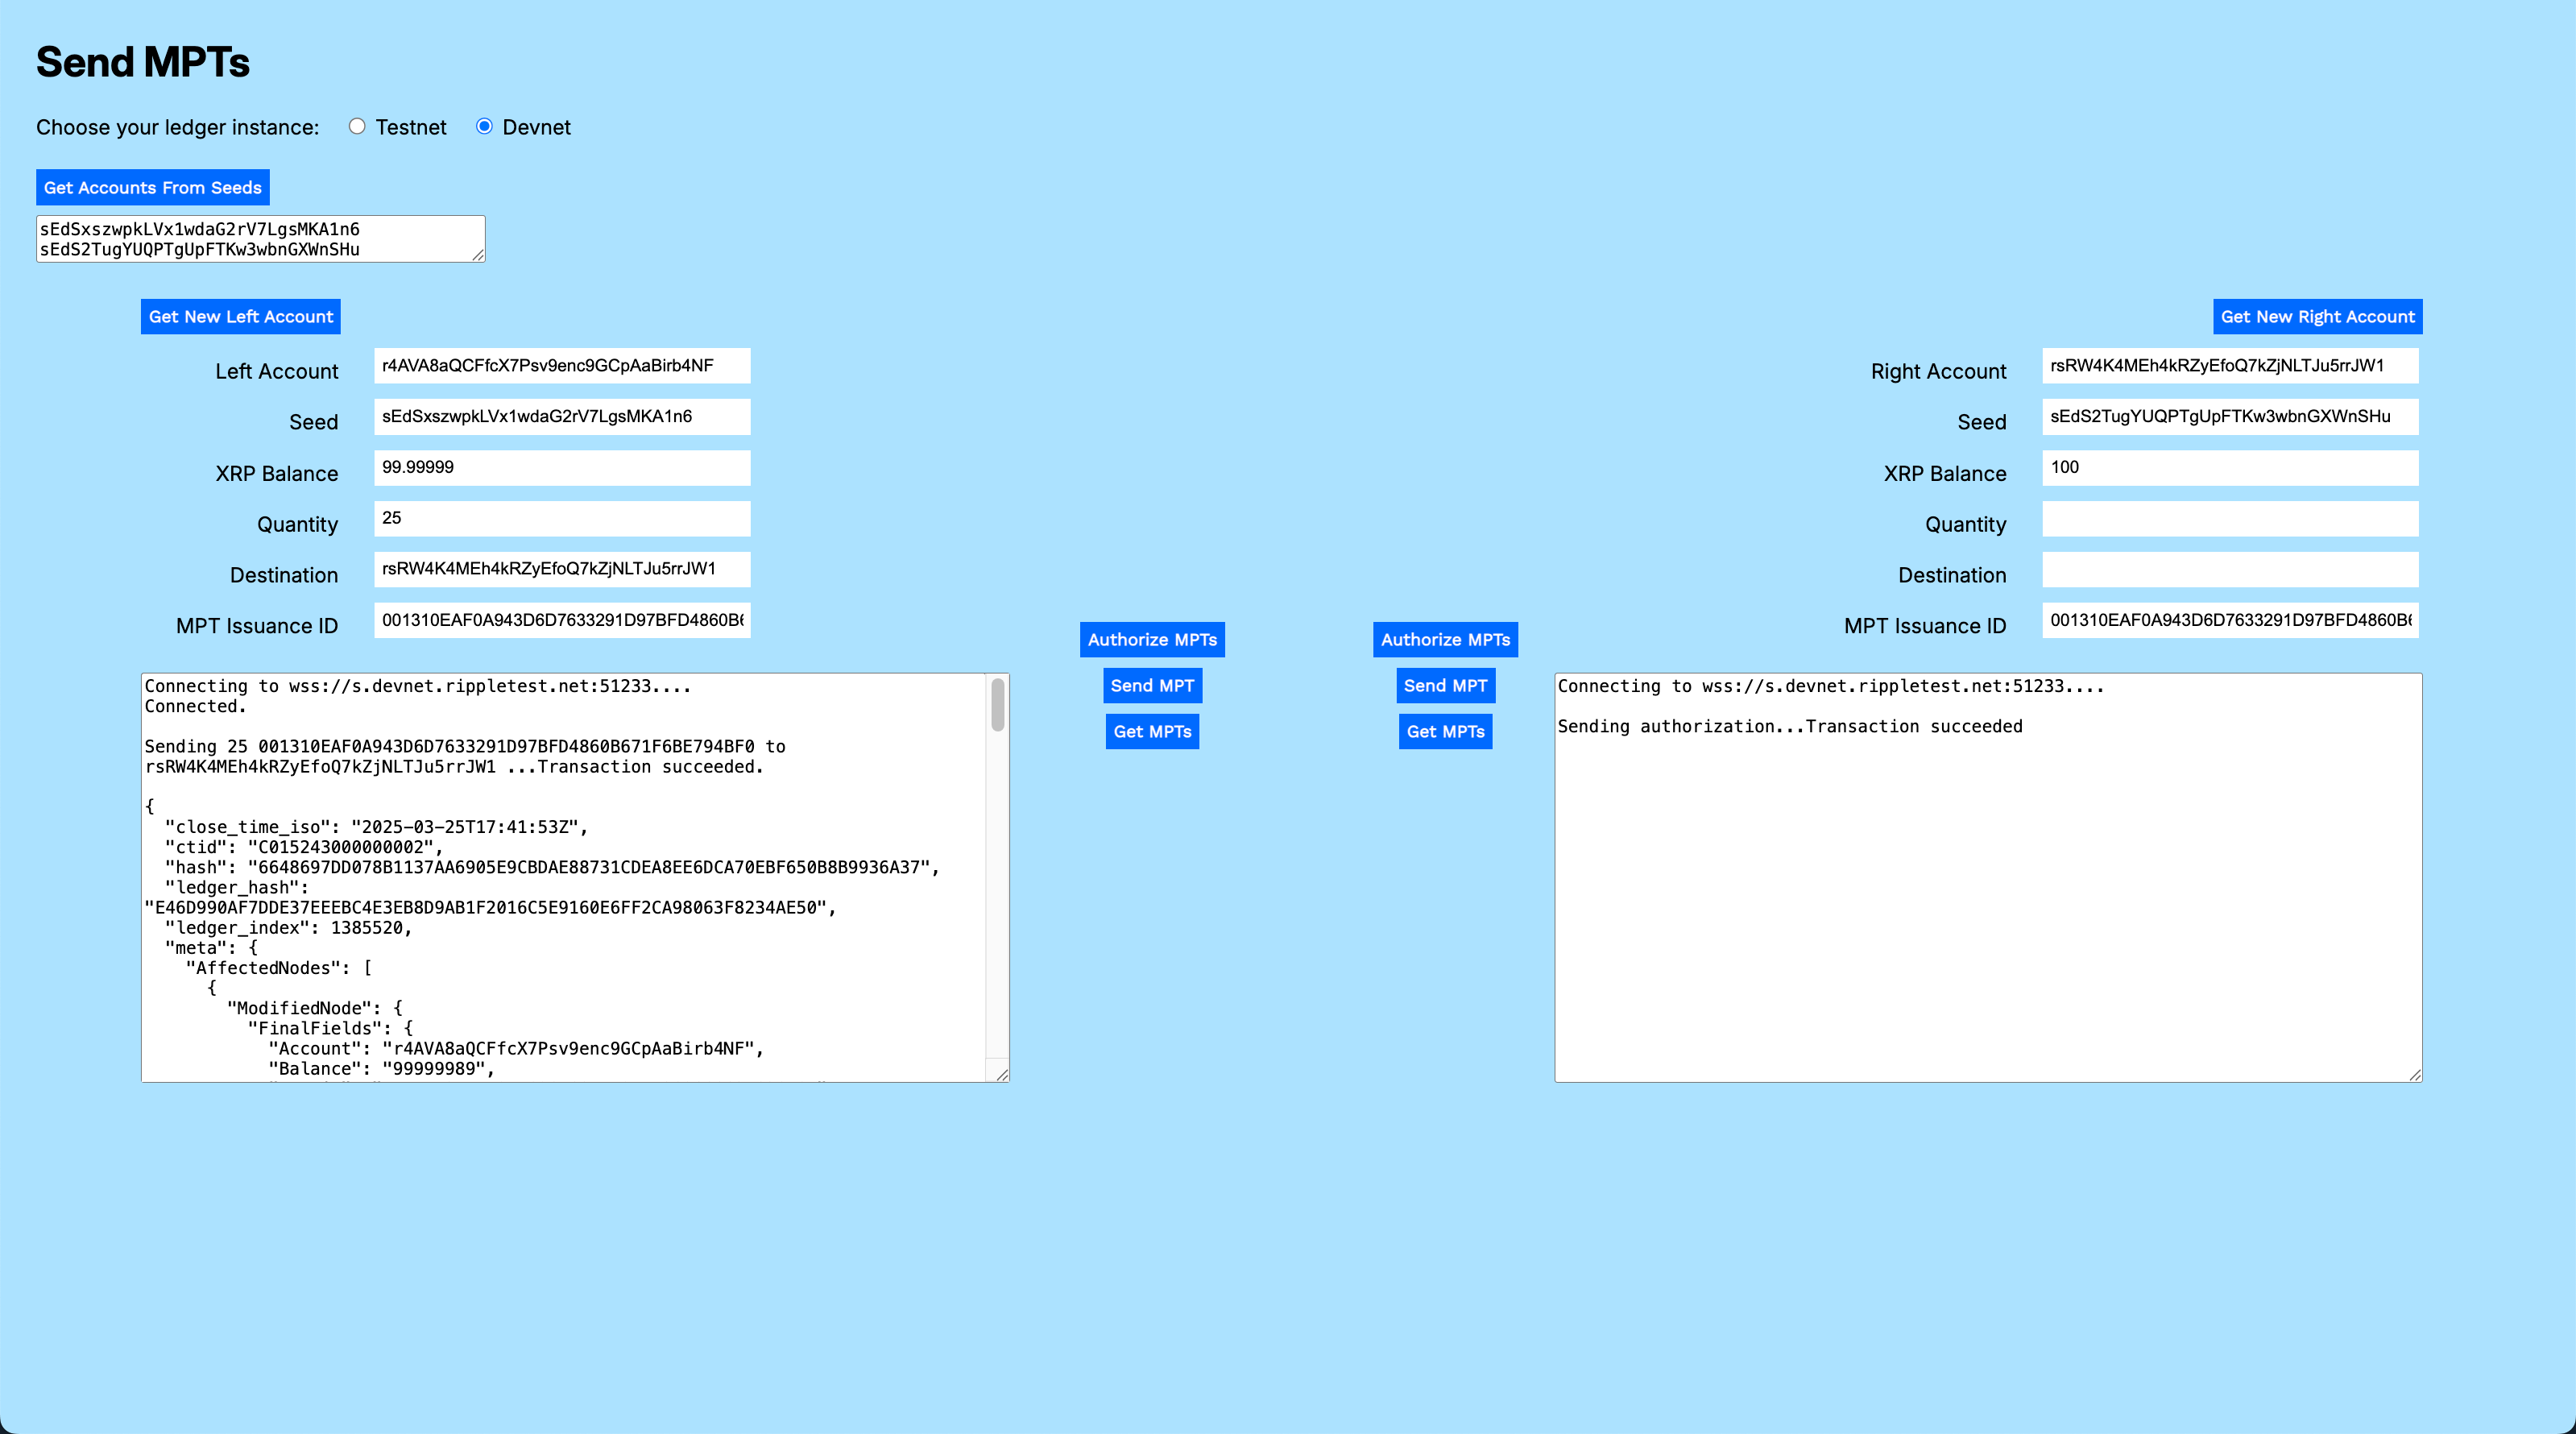 Send MPTs
Choose your ledger instance: Testnet Devnet
Get Accounts From Seeds
sEdSxszwpkLVx1wdaG2rV7LgsMKA1n6
sEdS2TugYUQPTgUpFTKw3wbnGXWnSHu
Get New Left Account
Left Account r4AVA8aQCFfcX7Psv9enc9GCpAaBirb4NF
Seed sEdSxszwpkLVx1wdaG2rV7LgsMKA1n6
XRP Balance 99.99999
Quantity 25
Destination rsRW4K4MEh4kRZyEfoQ7kZjNLTJu5rrJW1
MPT Issuance ID 001310EAF0A943D6D7633291D97BFD4860B6
Connecting to wss://s.devnet.rippletest.net:51233....
Connected.
Sending 25 001310EAF0A943D6D7633291D97BFD4860B671F6BE794BF0 to
rsRW4K4MEh4kRZyEfoQ7kZjNLTJu5rrJW1 ...Transaction succeeded.
{
"close_time_iso": "2025-03-25T17:41:53Z",
"ctid": "C015243000000002",
"hash": "6648697DD078B1137AA6905E9CBDAE88731CDEA8EE6DCA70EBF650B8B9936A37",
"ledger_hash":
"E46D990AF7DDE37EEEBC4E3EB8D9AB1F2016C5E9160E6FF2CA98063F8234AE50",
"ledger_index": 1385520,
"meta": {
"AffectedNodes": [
{
"ModifiedNode": {
"FinalFields": {
"Account": "r4AVA8aQCFfcX7Psv9enc9GCpAaBirb4NF",
"Balance": "99999989",
Authorize MPTs
Send MPT
Get MPTs
Authorize MPTs
Send MPT
Get MPTs
Get New Right Account
Right Account rsRW4K4MEh4kRZyEfoQ7kZjNLTJu5rrJW1
Seed sEdS2TugYUQPTgUpFTKw3wbnGXWnSHu
XRP Balance 100
Quantity
Destination
MPT Issuance ID 001310EAF0A943D6D7633291D97BFD4860B6
Connecting to wss://s.devnet.rippletest.net:51233....
Sending authorization...Transaction succeeded